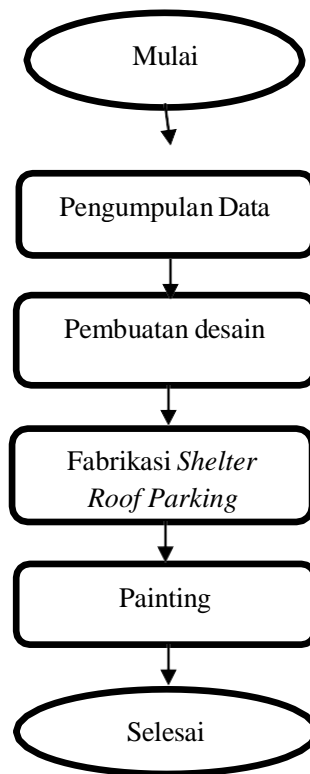 Mulai
Pengumpulan Data
Pembuatan desain
Fabrikasi Shelter
Roof Parking
Painting
Selesai